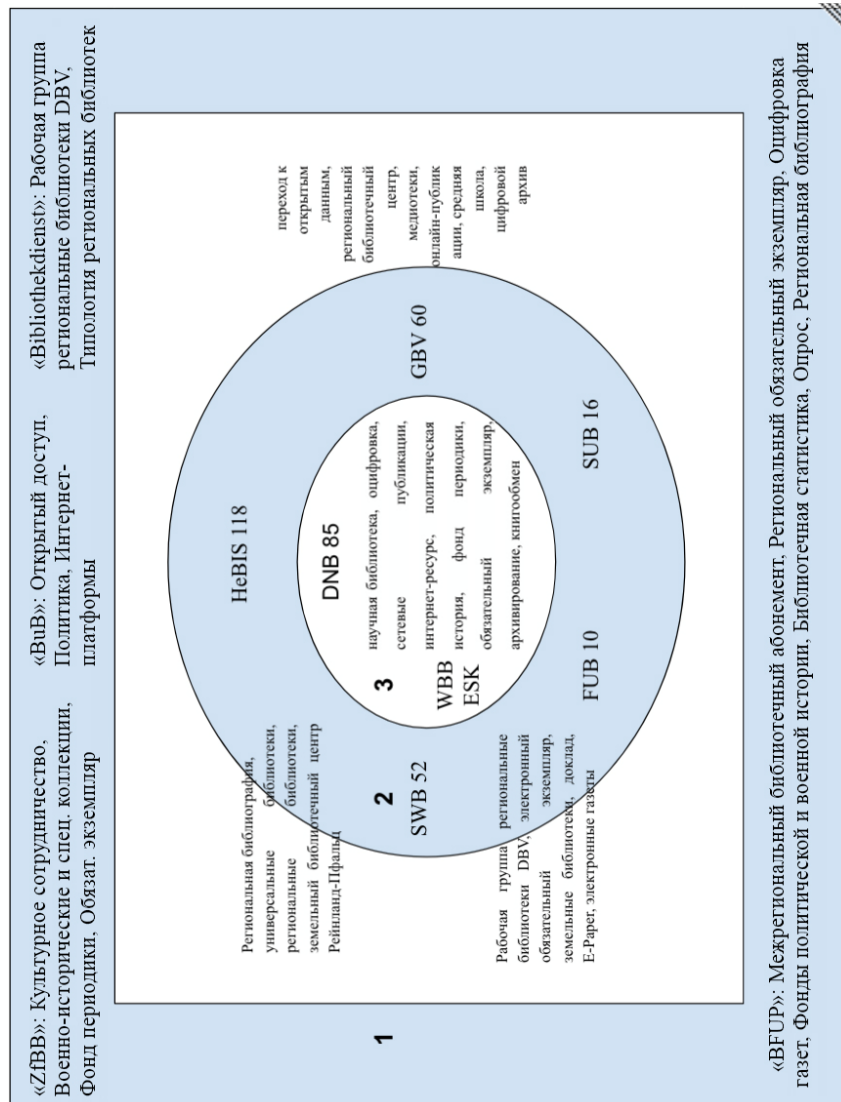 «ZfBB»: Культурное сотрудничество,
Военно-исторические и спец. коллекции,
Фонд периодики, Обязат. экземпляр
«BuB»: Открытый доступ,
Политика, Интернет-
платформы
«Bibliothekdienst»: Рабочая группа
региональные библиотеки DBV,
Типология региональных библиотек
1
Региональная библиография,
универсальные библиотеки,
региональные библиотеки,
земельный библиотечный центр
Рейнланд-Пфальц
HeBIS 118
2
SWB 52
3
DNB 85
WBB
ESK
научная библиотека, оцифровка,
сетевые публикации,
интернет-ресурс, политическая
история, фонд периодики,
обязательный экземпляр,
архивирование, книгообмен
GBV 60
переход к
открытым
данным,
региональный
библиотечный
центр,
медиотеки,
онлайн-публик
ации, средняя
школа,
цифровой
архив
Рабочая группа региональные
библиотеки DBV, электронный
обязательный экземпляр,
земельные библиотеки, доклад,
E-Paper, электронные газеты
FUB 10
SUB 16
«BFUP»: Межрегиональный библиотечный абонемент, Региональный обязательный экземпляр, Оцифровка
газет, Фонды политической и военной истории, Библиотечная статистика, Опрос, Региональная библиография